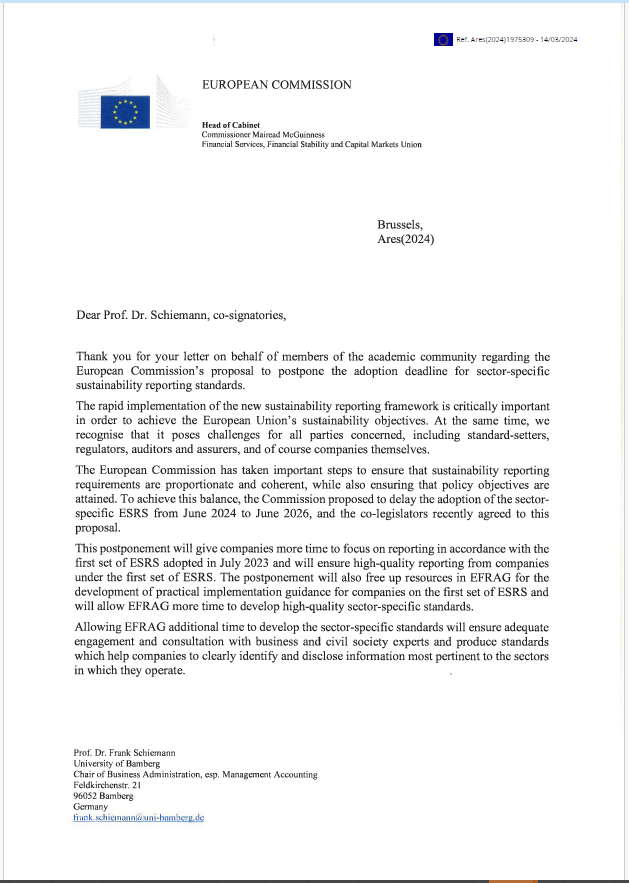 Ref. Ares(2024)1975309 - 14/03/2024
EUROPEAN COMMISSION
Head of Cabinet
Commissioner Mairead McGuinness
Financial Services, Financial Stability and Capital Markets Union
Brussels,
Ares(2024)
Dear Prof. Dr. Schiemann, co-signatories,
Thank you for your letter on behalf of members of the academic community regarding the
European Commission's proposal to postpone the adoption deadline for sector-specific
sustainability reporting standards.
The rapid implementation of the new sustainability reporting framework is critically important
in order to achieve the European Union's sustainability objectives. At the same time, we
recognise that it poses challenges for all parties concerned, including standard-setters,
regulators, auditors and assurers, and of course companies themselves.
The European Commission has taken important steps to ensure that sustainability reporting
requirements are proportionate and coherent, while also ensuring that policy objectives are
attained. To achieve this balance, the Commission proposed to delay the adoption of the sector-
specific ESRS from June 2024 to June 2026, and the co-legislators recently agreed to this
proposal.
This postponement will give companies more time to focus on reporting in accordance with the
first set of ESRS adopted in July 2023 and will ensure high-quality reporting from companies
under the first set of ESRS. The postponement will also free up resources in EFRAG for the
development of practical implementation guidance for companies on the first set of ESRS and
will allow EFRAG more time to develop high-quality sector-specific standards.
Allowing EFRAG additional time to develop the sector-specific standards will ensure adequate
engagement and consultation with business and civil society experts and produce standards
which help companies to clearly identify and disclose information most pertinent to the sectors
in which they operate.
Prof. Dr. Frank Schiemann
University of Bamberg
Chair of Business Administration, esp. Management Accounting
Feldkirchenstr. 21
96052 Bamberg
Germany
frank.schiemann@uni-bamberg.de